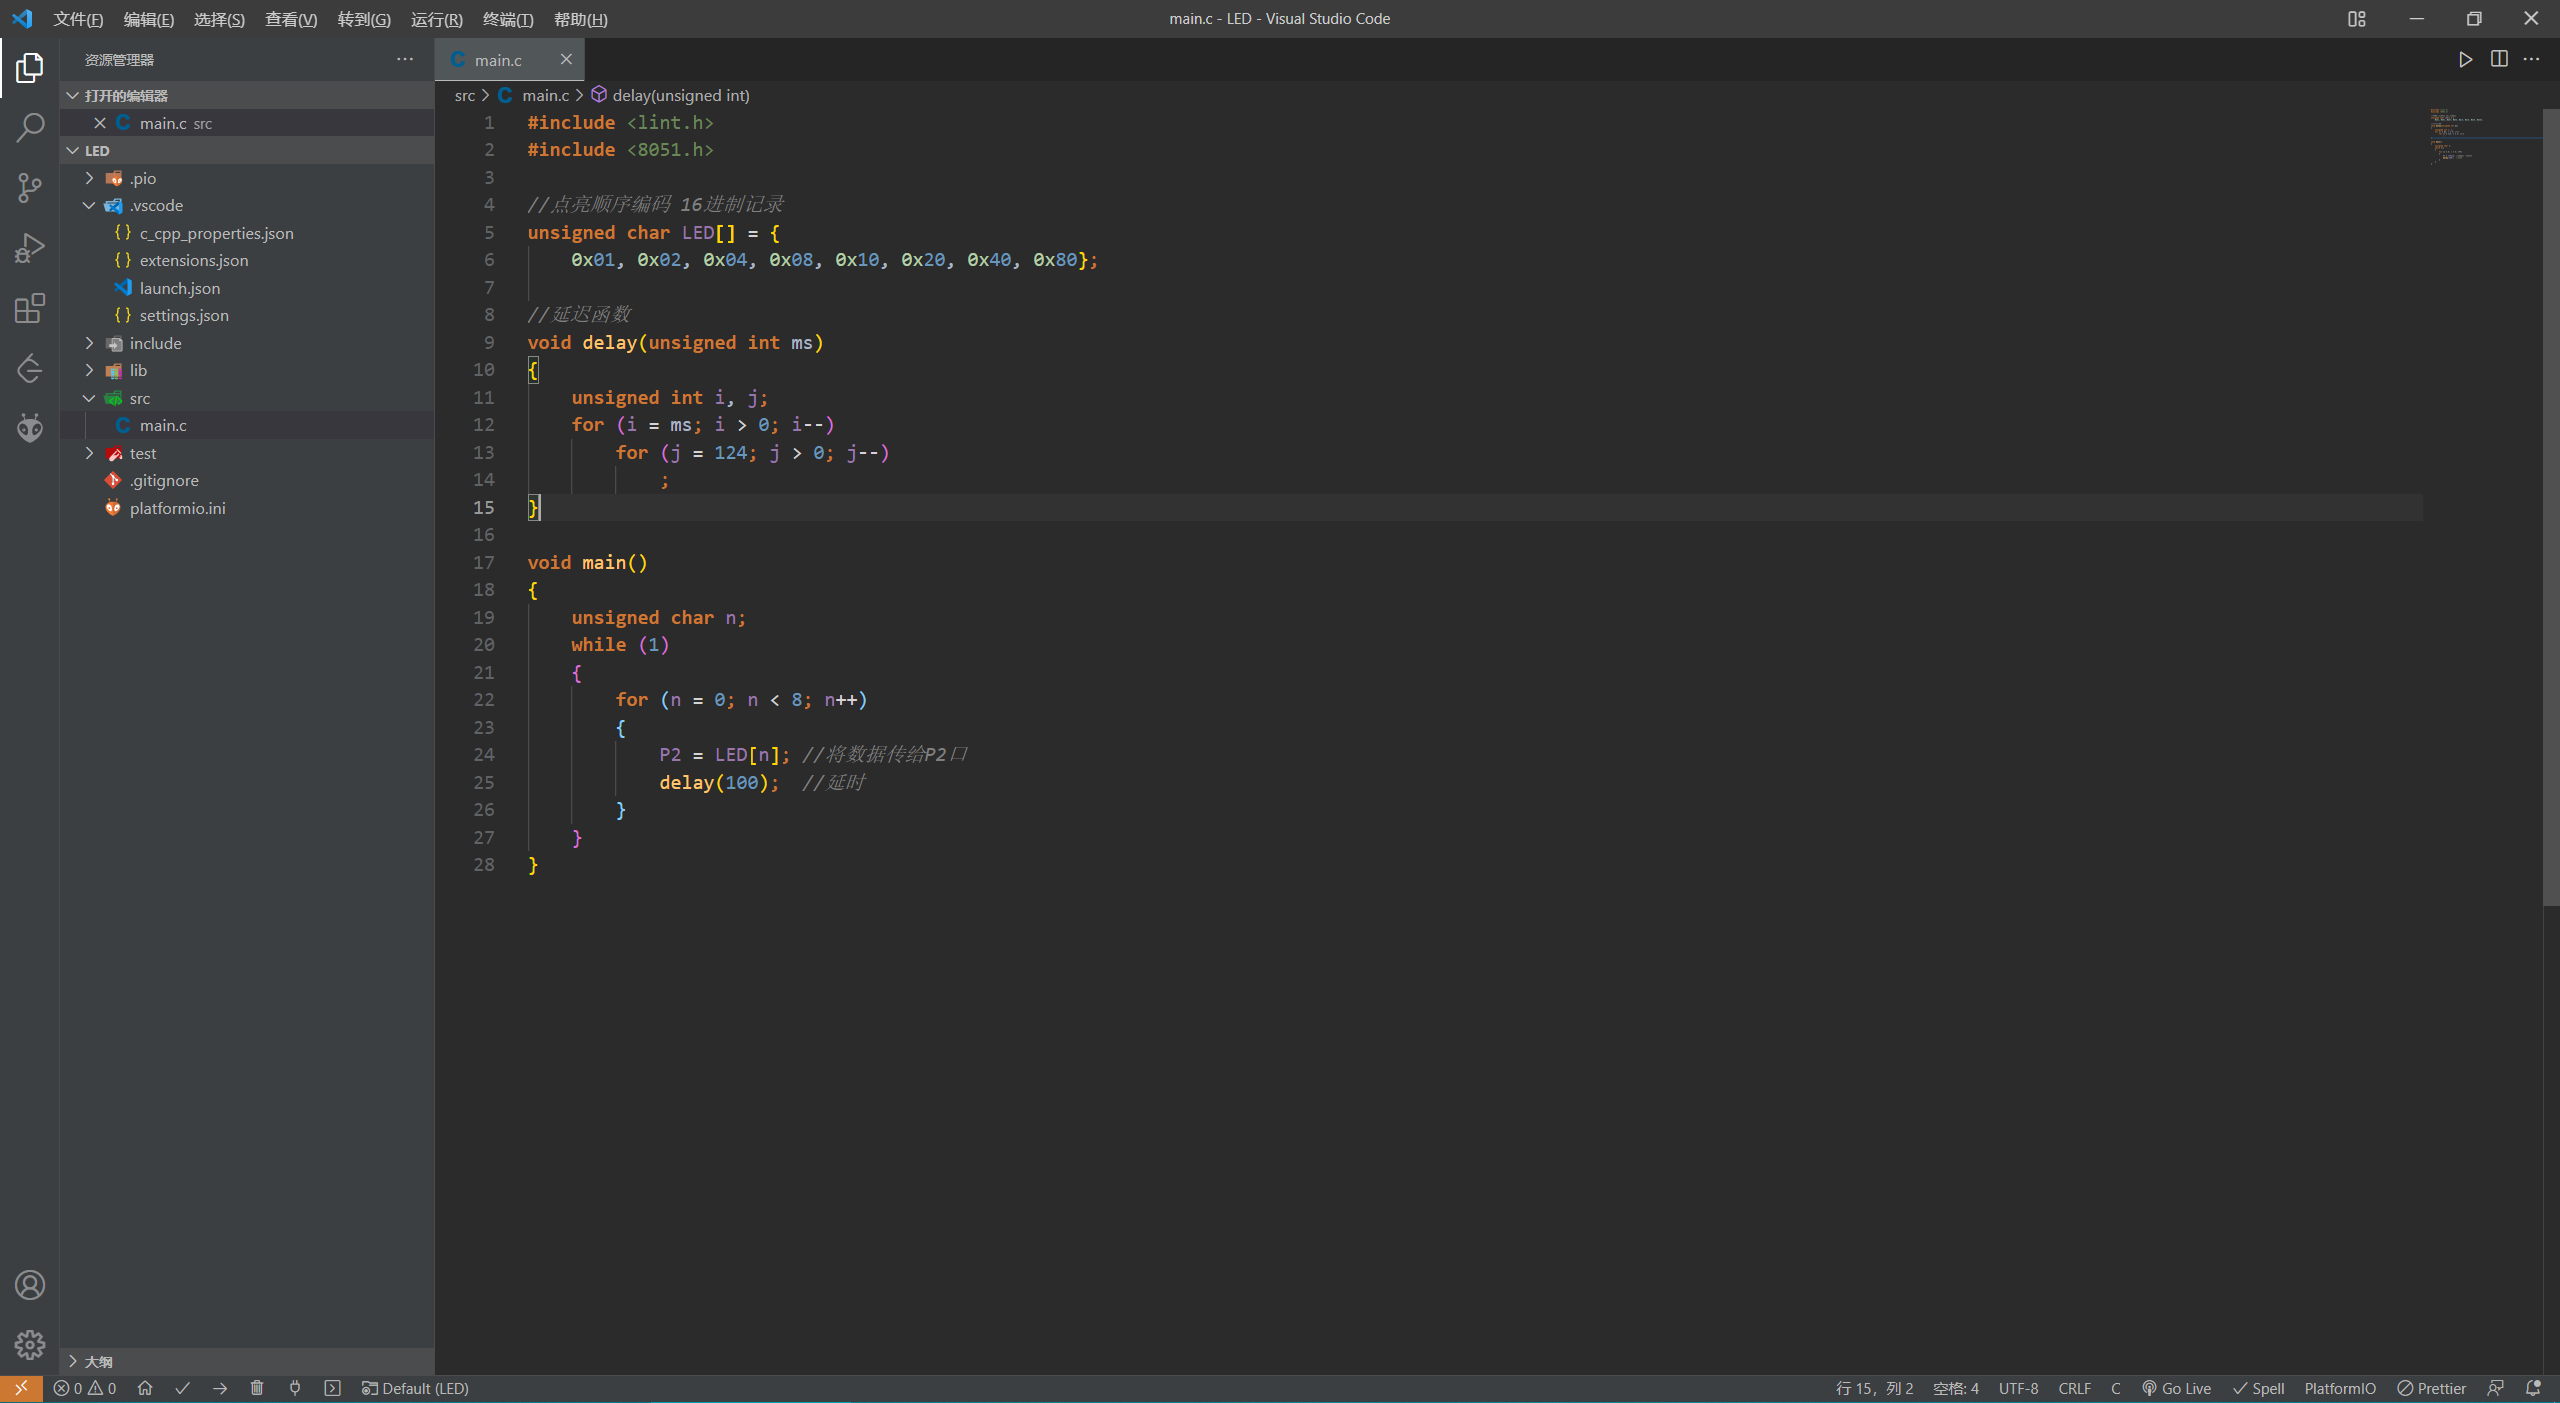 文件(F) 编辑(E) 选择(S) 查看(V) 转到(G) 运行(R) 终端(T) 帮助(H)
main.c - LED - Visual Studio Code
资源管理器
打开的编辑器
main.c src
LED
.pio
.vscode
c_cpp_properties.json
extensions.json
launch.json
settings.json
include
lib
src
main.c
test
.gitignore
platformio.ini
大纲
main.c
src > main.c > delay(unsigned int)
1 #include <lint.h>
2 #include <8051.h>
3
4 //点亮顺序编码 16进制记录
5 unsigned char LED[] = {
6     0x01, 0x02, 0x04, 0x08, 0x10, 0x20, 0x40, 0x80};
7
8 //延迟函数
9 void delay(unsigned int ms)
10 {
11     unsigned int i, j;
12     for (i = ms; i > 0; i--)
13         for (j = 124; j > 0; j--)
14             ;
15 }
16
17 void main()
18 {
19     unsigned char n;
20     while (1)
21     {
22         for (n = 0; n < 8; n++)
23         {
24             P2 = LED[n]; //将数据传给P2口
25             delay(100);  //延时
26         }
27     }
28 }
0 0 Default (LED)
行 15，列 2 空格: 4 UTF-8 CRLF C Go Live Spell PlatformIO Prettier